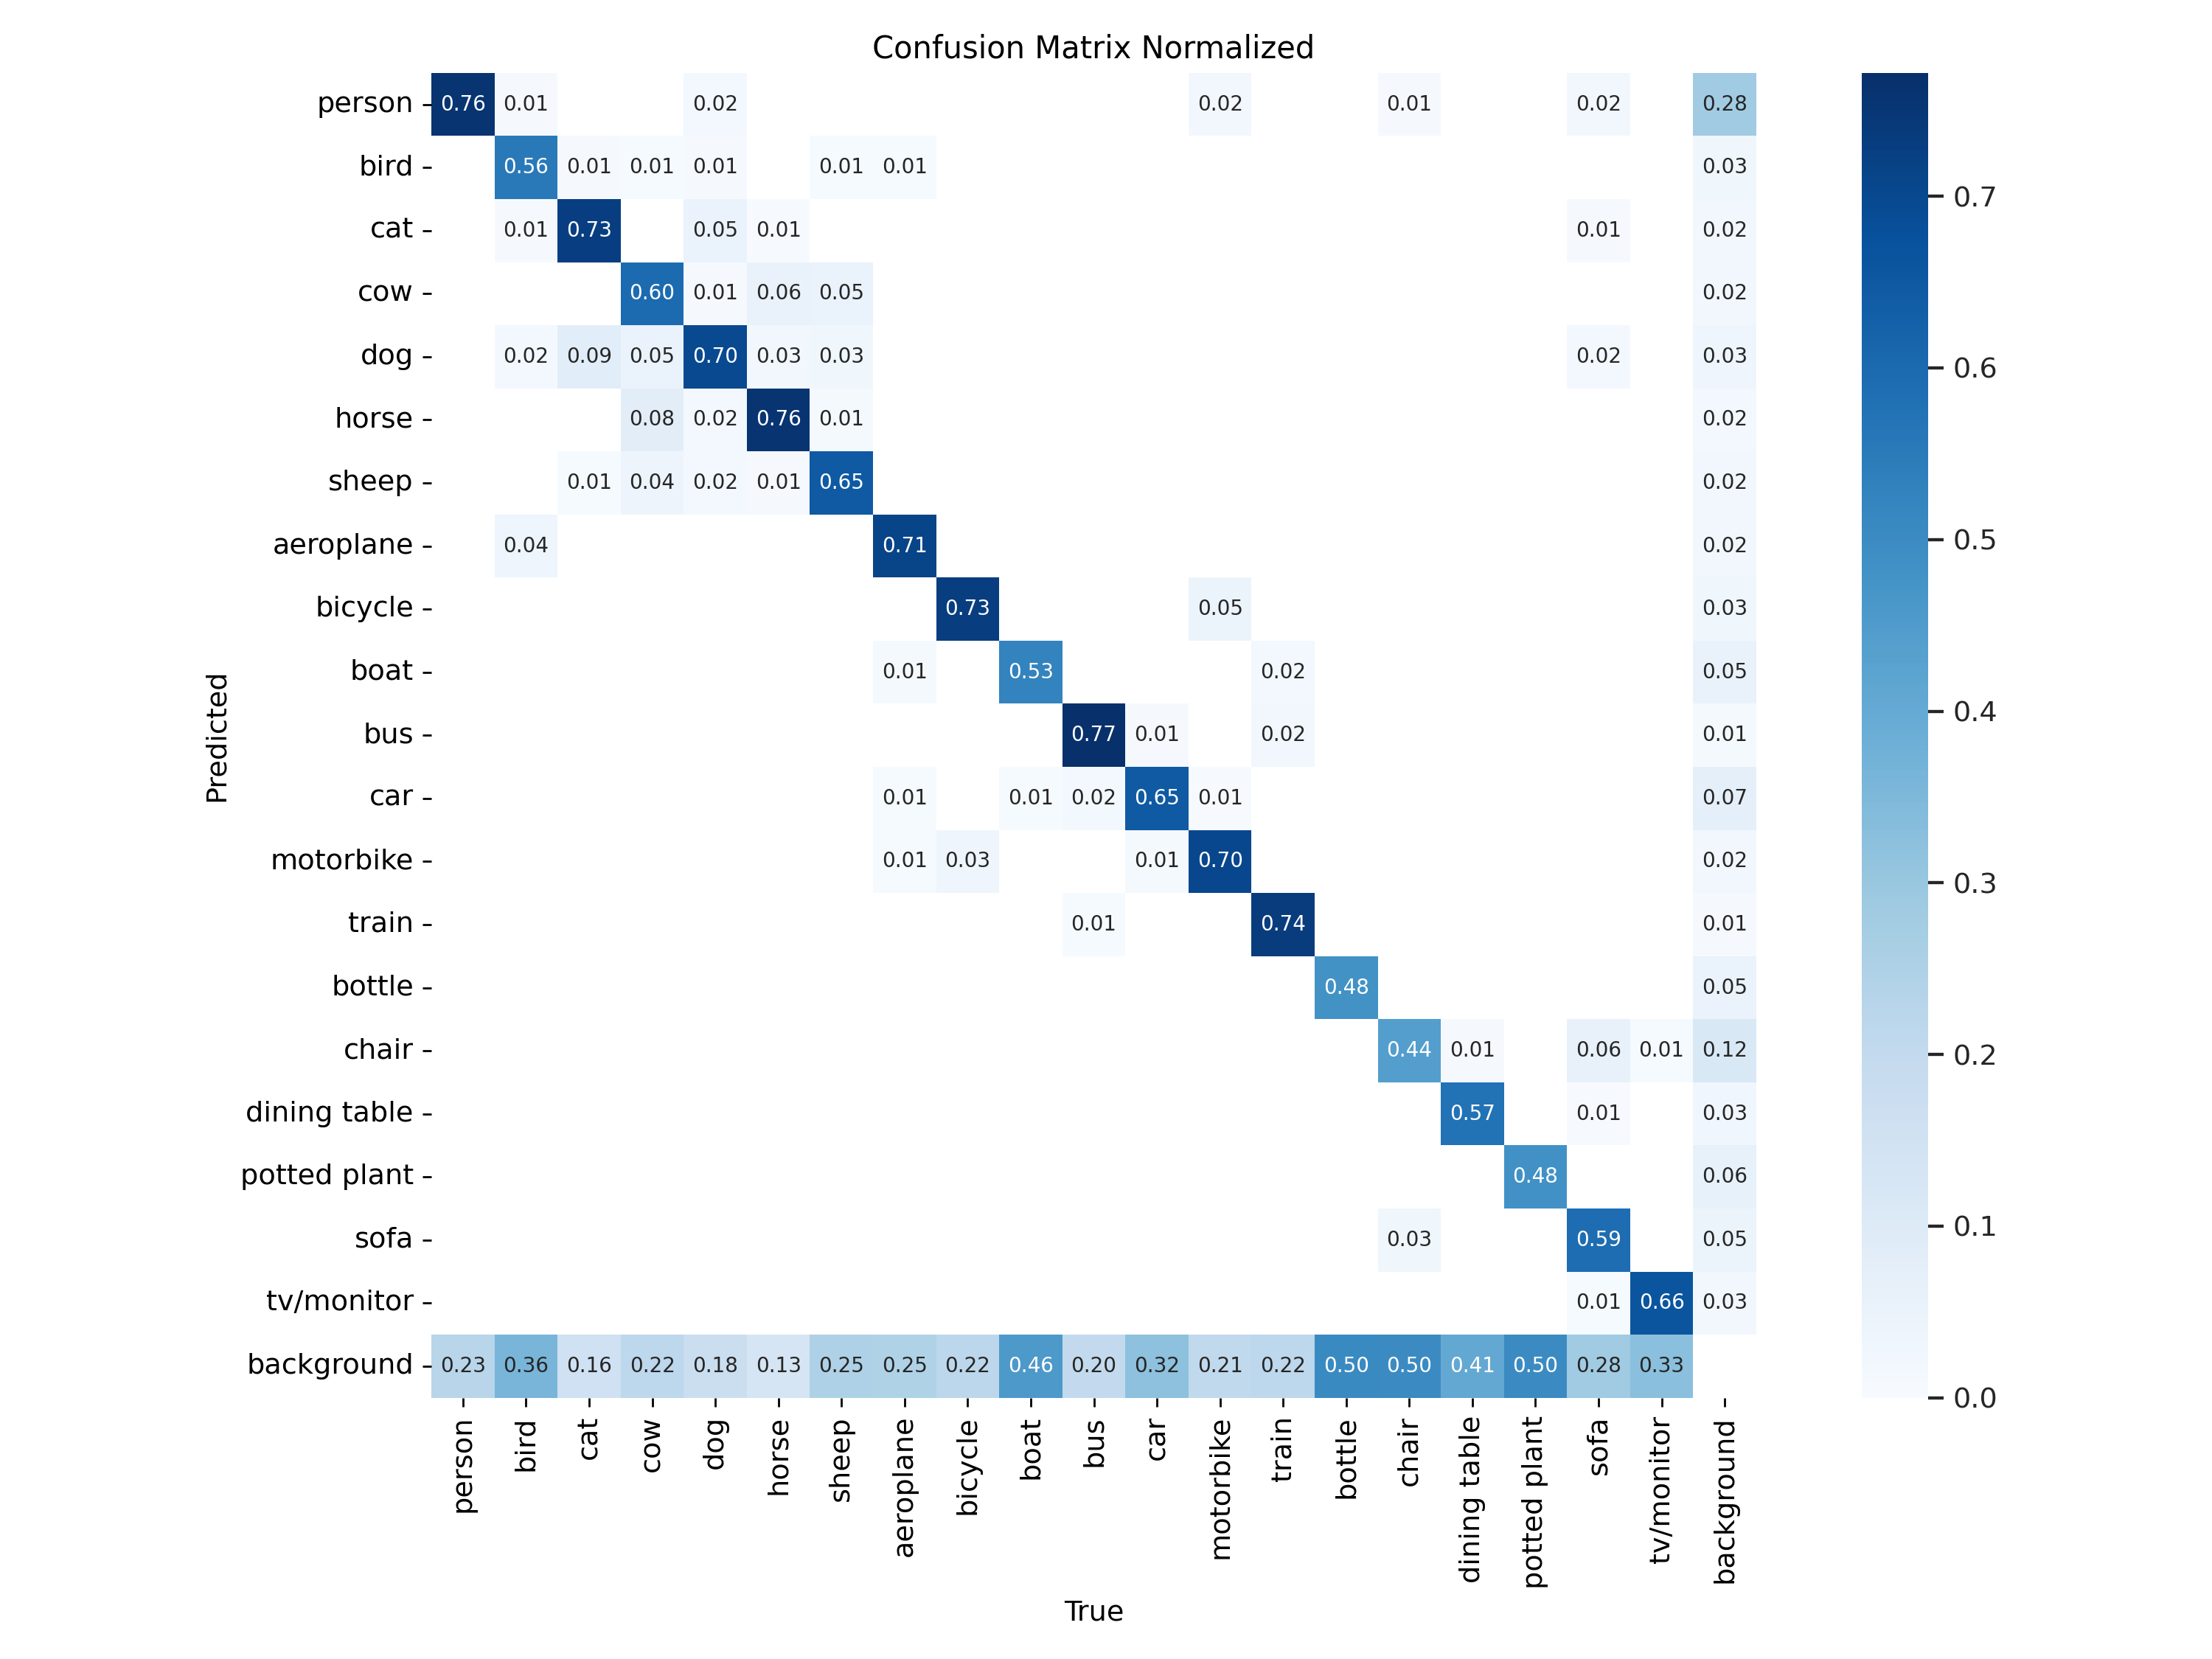 Confusion Matrix Normalized
person 0.76 0.01 0.02 0.02 0.01 0.02 0.28
bird 0.56 0.01 0.01 0.01 0.01 0.01 0.03
cat 0.01 0.73 0.05 0.01 0.01 0.02
cow 0.60 0.01 0.06 0.05 0.02
dog 0.02 0.09 0.05 0.70 0.03 0.03 0.02 0.03
horse 0.08 0.02 0.76 0.01 0.02
sheep 0.01 0.04 0.02 0.01 0.65 0.02
aeroplane 0.04 0.71 0.02
bicycle 0.73 0.05 0.03
boat 0.01 0.53 0.02 0.05
bus 0.77 0.01 0.02 0.01
car 0.01 0.01 0.02 0.65 0.01 0.07
motorbike 0.01 0.03 0.01 0.70 0.02
train 0.01 0.74 0.01
bottle 0.48 0.05
chair 0.44 0.01 0.06 0.01 0.12
dining table 0.57 0.01 0.03
potted plant 0.48 0.06
sofa 0.03 0.59 0.05
tv/monitor 0.01 0.66 0.03
background 0.23 0.36 0.16 0.22 0.18 0.13 0.25 0.25 0.22 0.46 0.20 0.32 0.21 0.22 0.50 0.50 0.41 0.50 0.28 0.33
Predicted
person
bird
cat
cow
dog
horse
sheep
aeroplane
bicycle
boat
bus
car
motorbike
train
bottle
chair
dining table
potted plant
sofa
tv/monitor
background
True
0.7
0.6
0.5
0.4
0.3
0.2
0.1
0.0